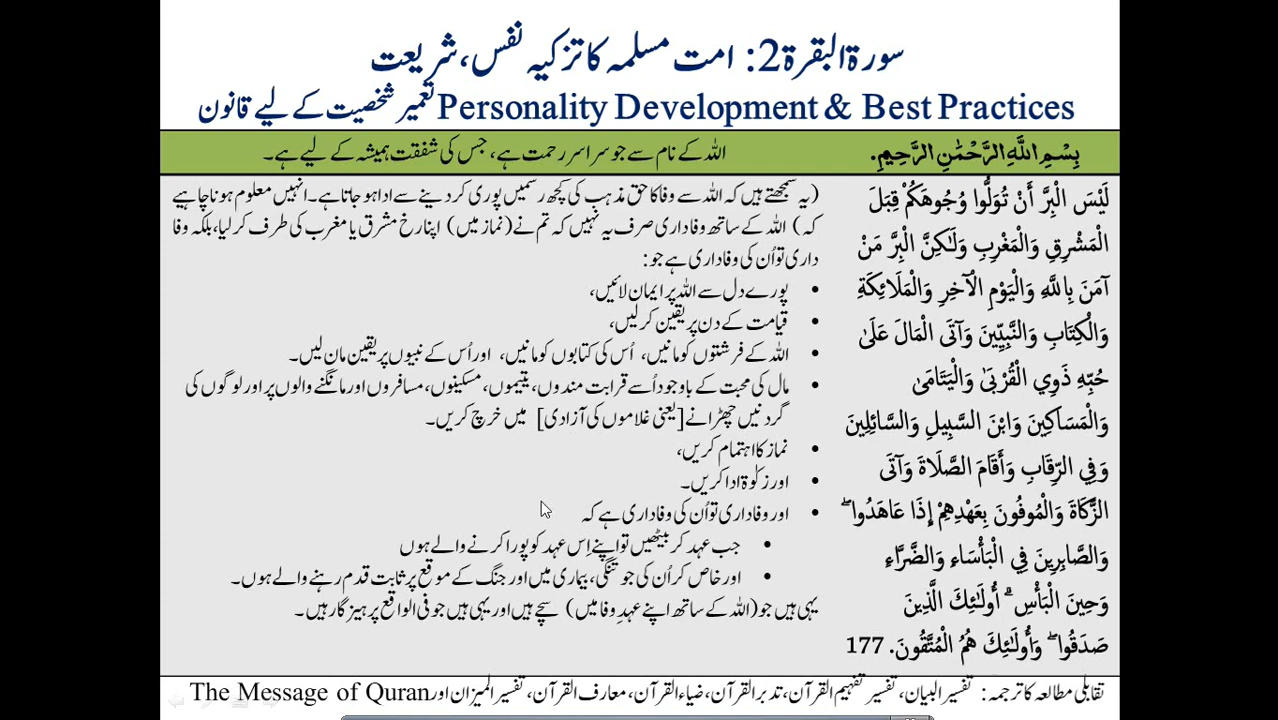 سورۃ البقرۃ 2: امت مسلمہ کا تزکیہ نفس، شریعت
Personality Development & Best Practices تعمیر شخصیت کے لیے قانون
بِسْمِ اللَّهِ الرَّحْمَٰنِ الرَّحِيمِ.
اللہ کے نام سے جو سراسر رحمت ہے، جس کی شفقت ہمیشہ کے لیے ہے۔
لَيْسَ الْبِرَّ أَنْ تُوَلُّوا وُجُوهَكُمْ قِبَلَ
الْمَشْرِقِ وَالْمَغْرِبِ وَلَٰكِنَّ الْبِرَّ مَنْ
آمَنَ بِاللَّهِ وَالْيَوْمِ الْآخِرِ وَالْمَلَائِكَةِ
وَالْكِتَابِ وَالنَّبِيِّينَ وَآتَى الْمَالَ عَلَىٰ
حُبِّهِ ذَوِي الْقُرْبَىٰ وَالْيَتَامَىٰ
وَالْمَسَاكِينَ وَابْنَ السَّبِيلِ وَالسَّائِلِينَ
وَفِي الرِّقَابِ وَأَقَامَ الصَّلَاةَ وَآتَى
الزَّكَاةَ وَالْمُوفُونَ بِعَهْدِهِمْ إِذَا عَاهَدُوا ۖ
وَالصَّابِرِينَ فِي الْبَأْسَاءِ وَالضَّرَّاءِ
وَحِينَ الْبَأْسِ ۗ أُولَٰئِكَ الَّذِينَ
صَدَقُوا ۖ وَأُولَٰئِكَ هُمُ الْمُتَّقُونَ. 177
(یہ سمجھتے ہیں کہ اللہ سے وفا کا حق مذہب کی کچھ رسمیں پوری کر دینے سے ادا ہو جاتا ہے۔ انہیں معلوم ہونا چاہیے
کہ) اللہ کے ساتھ وفاداری صرف یہ نہیں کہ تم نے (نماز میں) اپنا رخ مشرق یا مغرب کی طرف کر لیا، بلکہ وفا
داری تو اُن کی وفاداری ہے جو:
• پورے دل سے اللہ پر ایمان لائیں،
• قیامت کے دن پر یقین کر لیں،
• اللہ کے فرشتوں کو مانیں، اُس کی کتابوں کو مانیں، اور اُس کے نبیوں پر یقین مان لیں۔
• مال کی محبت کے باوجود اُسے قرابت مندوں، یتیموں، مسکینوں، مسافروں اور مانگنے والوں پر اور لوگوں کی
گردنیں چھڑانے [یعنی غلاموں کی آزادی] میں خرچ کریں۔
• نماز کا اہتمام کریں،
• اور زکوٰۃ ادا کریں۔
• اور وفاداری تو اُن کی وفاداری ہے کہ
• جب عہد کر بیٹھیں تو اپنے اِس عہد کو پورا کرنے والے ہوں
• اور خاص کر اُن کی جو تنگی، بیماری میں اور جنگ کے موقع پر ثابت قدم رہنے والے ہوں۔
یہی ہیں جو (اللہ کے ساتھ اپنے عہدِ وفا میں) سچے ہیں اور یہی ہیں جو فی الواقع پرہیزگار ہیں۔
تقابلی مطالعہ کا ترجمہ: تفسیر البیان، تفسیر تفہیم القرآن، تدبر القرآن، ضیاء القرآن، معارف القرآن، تفسیر المیزان اور The Message of Quran